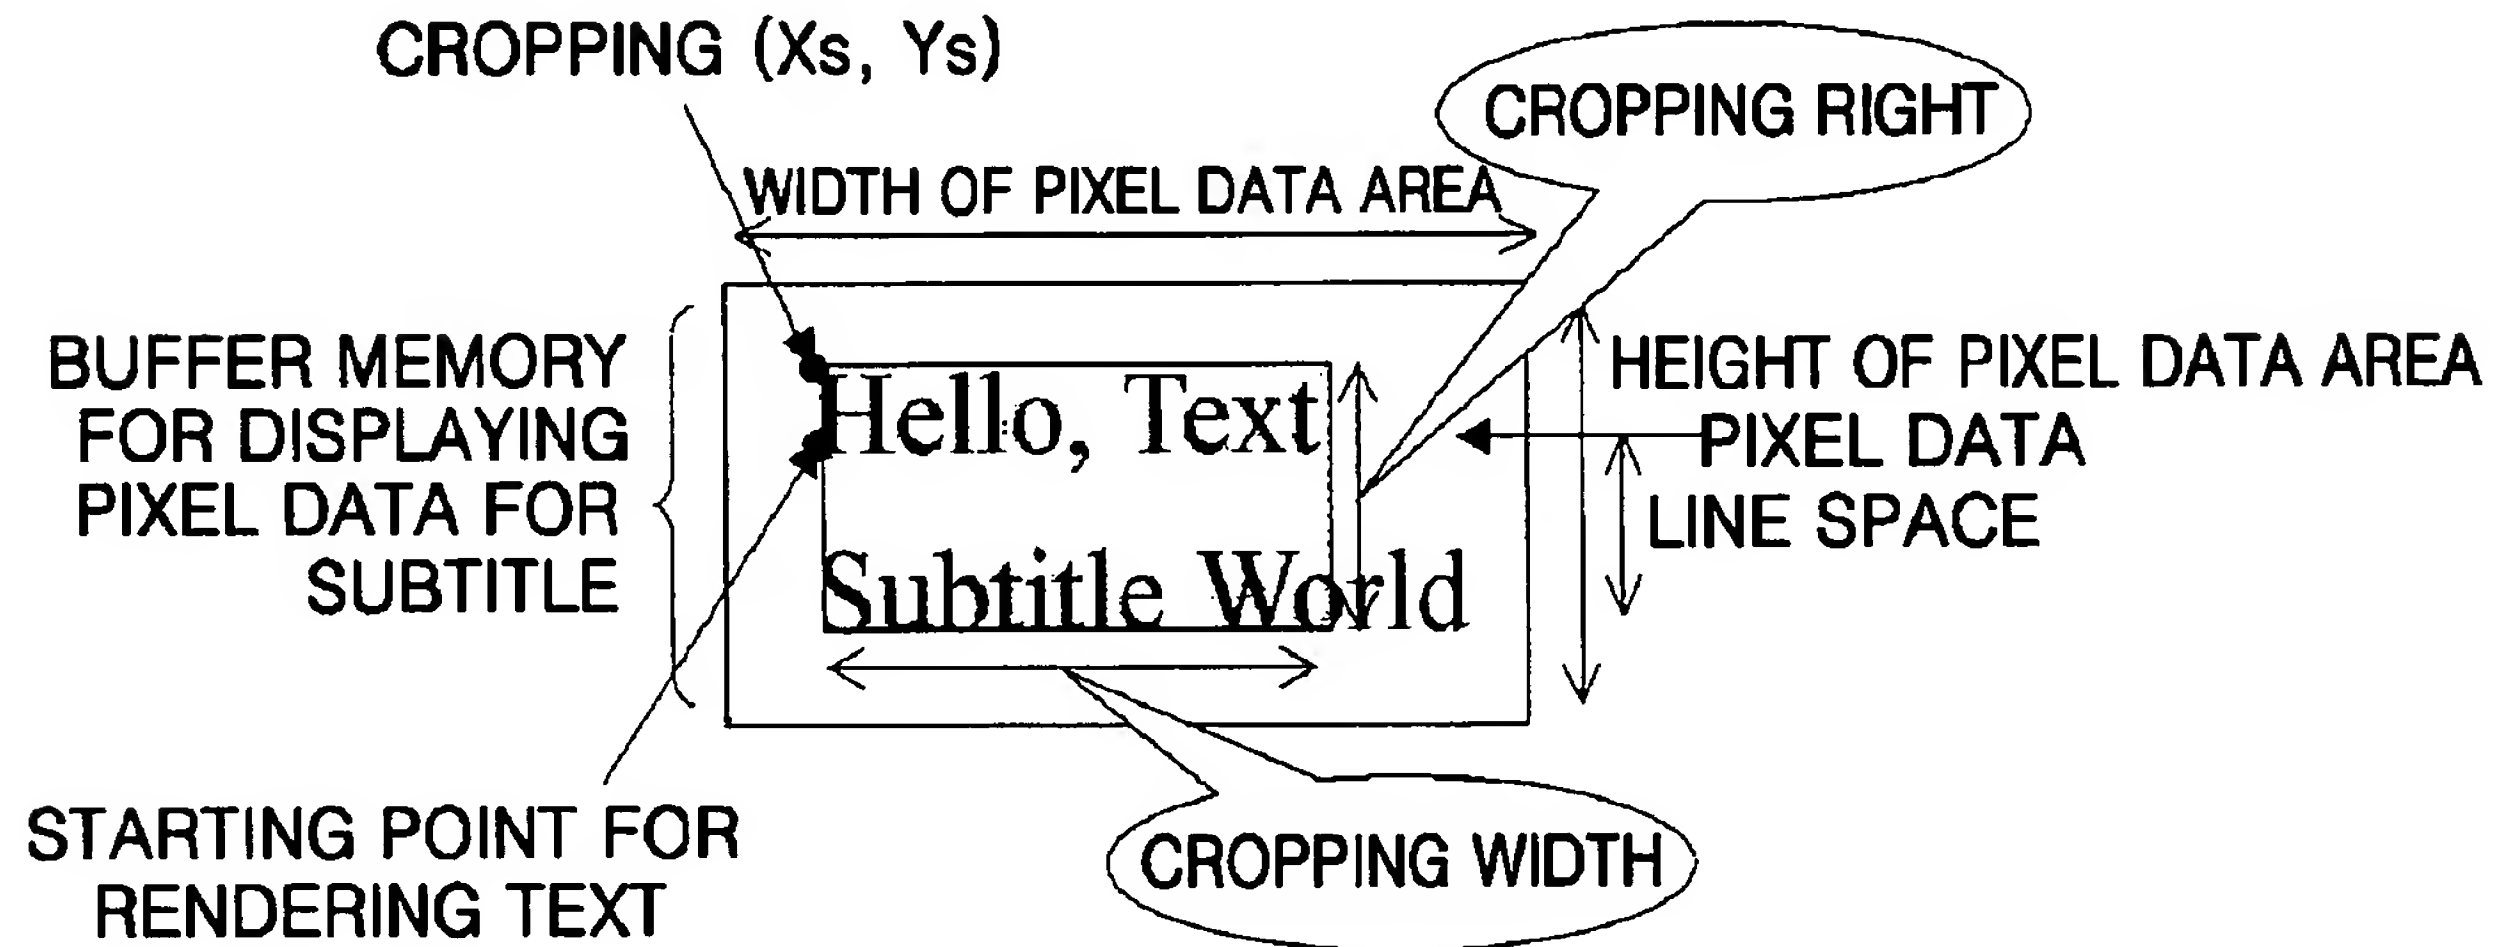 CROPPING (Xs, Ys)
CROPPING RIGHT
WIDTH OF PIXEL DATA AREA
BUFFER MEMORY
FOR DISPLAYING
PIXEL DATA FOR
SUBTITLE
Hello, Text
Subtitle World
HEIGHT OF PIXEL DATA AREA
PIXEL DATA
LINE SPACE
STARTING POINT FOR
RENDERING TEXT
CROPPING WIDTH